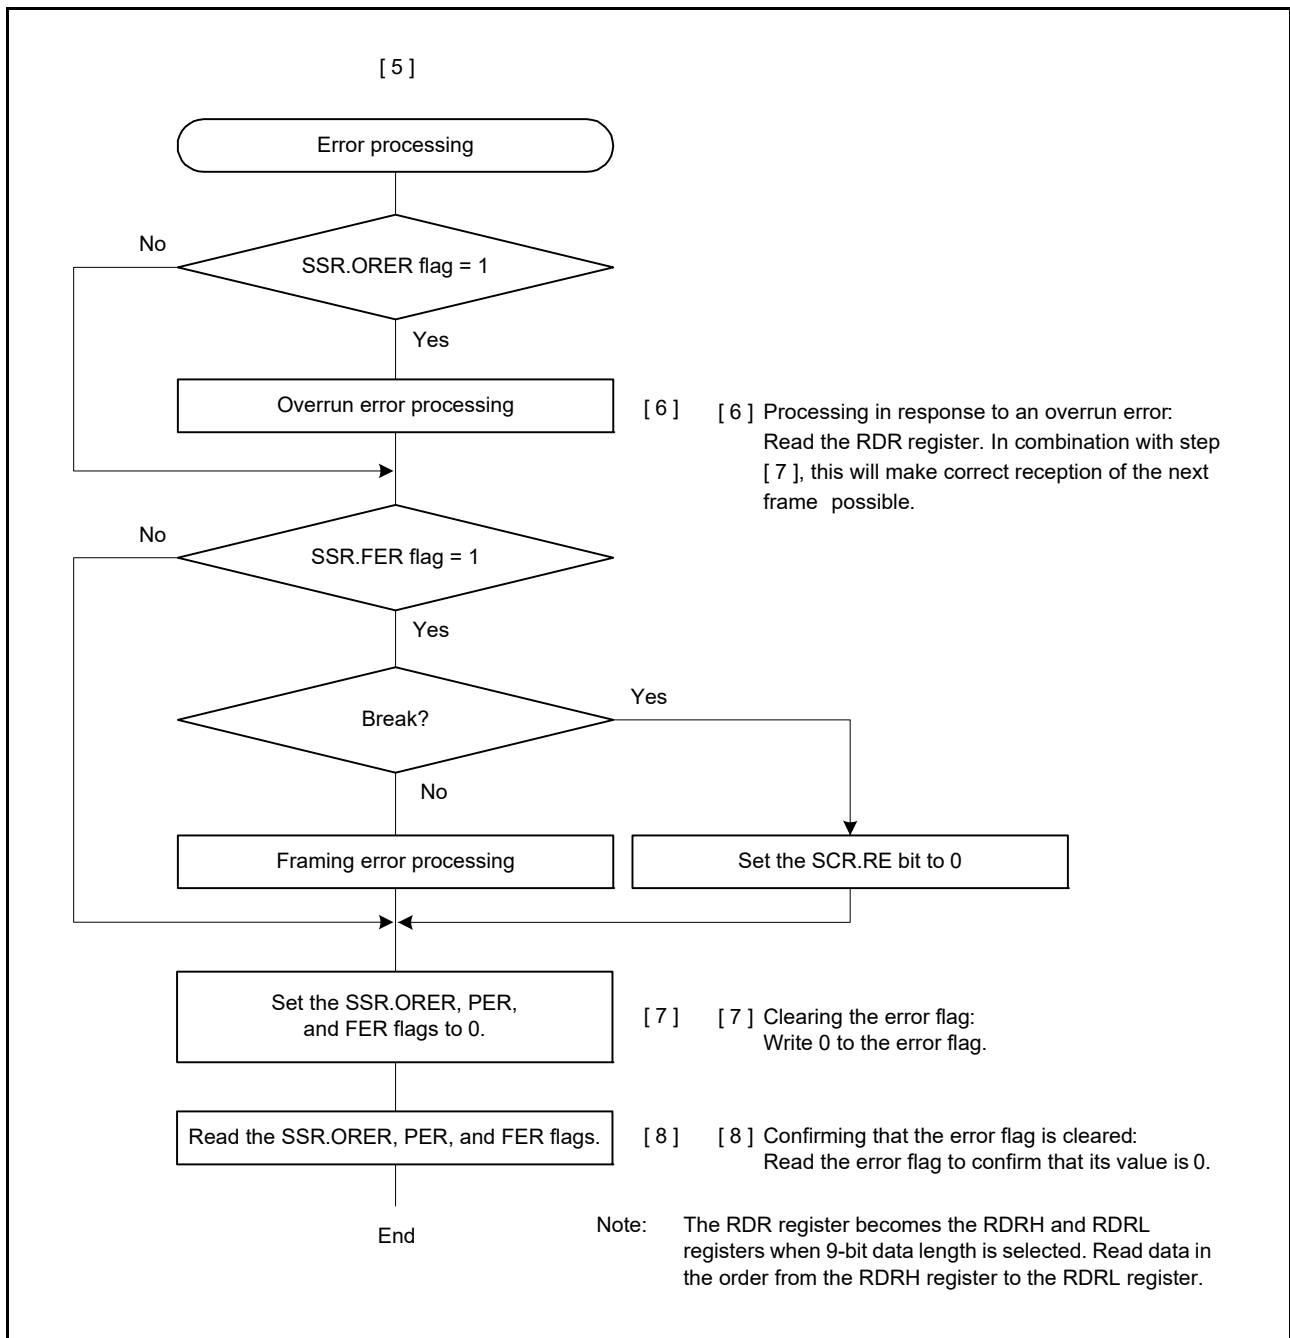 [ 5 ]
Error processing
No
SSR.ORER flag = 1
Yes
Overrun error processing
[ 6 ]
[ 6 ] Processing in response to an overrun error:
Read the RDR register. In combination with step
[ 7 ], this will make correct reception of the next
frame possible.
No
SSR.FER flag = 1
Yes
Break?
Yes
No
Framing error processing
Set the SCR.RE bit to 0
Set the SSR.ORER, PER,
and FER flags to 0.
[ 7 ]
[ 7 ] Clearing the error flag:
Write 0 to the error flag.
Read the SSR.ORER, PER, and FER flags.
[ 8 ]
[ 8 ] Confirming that the error flag is cleared:
Read the error flag to confirm that its value is 0.
End
Note: The RDR register becomes the RDRH and RDRL
registers when 9-bit data length is selected. Read data in
the order from the RDRH register to the RDRL register.